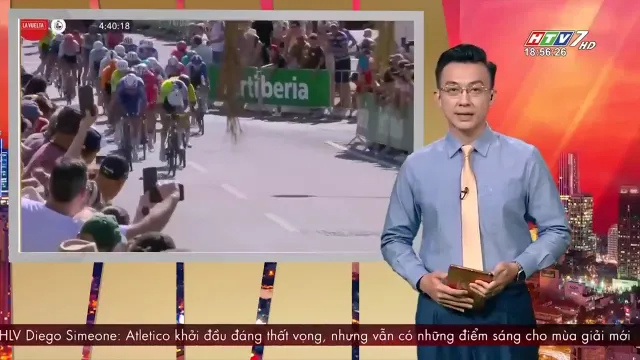 LA VUELTA
4:40:18
HTV7 HD
18:56:26
rtiberia
HLV Diego Simeone: Atletico khởi đầu đáng thất vọng, nhưng vẫn có những điểm sáng cho mùa giải mới